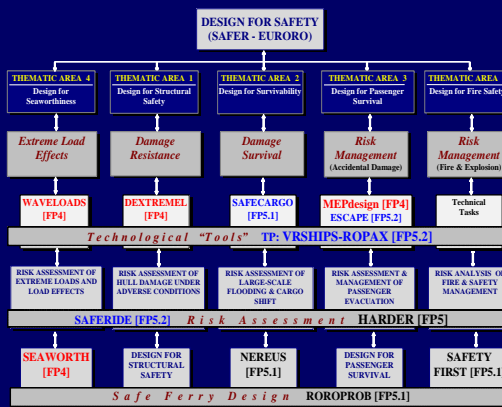 DESIGN FOR SAFETY
(SAFER - EURORO)
THEMATIC AREA 4
Design for
Seaworthiness
THEMATIC AREA 1
Design for Structural
Safety
THEMATIC AREA 2
Design for Survivability
THEMATIC AREA 3
Design for Passenger
Survival
THEMATIC AREA
Design for Fire Safety
Extreme Load
Effects
Damage
Resistance
Damage
Survival
Risk
Management
(Accidental Damage)
Risk
Management
(Fire & Explosion)
WAVELOADS
[FP4]
DEXTREMEL
[FP4]
SAFECARGO
[FP5.1]
MEPdesign [FP4]
ESCAPE [FP5.2]
Technical
Tasks
Technological "Tools" TP: VRSHIPS-ROPAX [FP5.2]
RISK ASSESSMENT OF
EXTREME LOADS AND
LOAD EFFECTS
RISK ASSESSMENT OF
HULL DAMAGE UNDER
ADVERSE CONDITIONS
RISK ASSESSMENT OF
LARGE-SCALE
FLOODING & CARGO
SHIFT
RISK ASSESSMENT &
MANAGEMENT OF
PASSENGER
EVACUATION
RISK ANALYSIS OF
FIRE & SAFETY
MANAGEMENT
SAFERIDE [FP5.2] Risk Assessment HARDER [FP5]
SEAWORTH
[FP4]
DESIGN FOR
STRUCTURAL
SAFETY
NEREUS
[FP5.1]
DESIGN FOR
PASSENGER
SURVIVAL
SAFETY
FIRST [FP5.1
Safe Ferry Design ROROPROB [FP5.1]